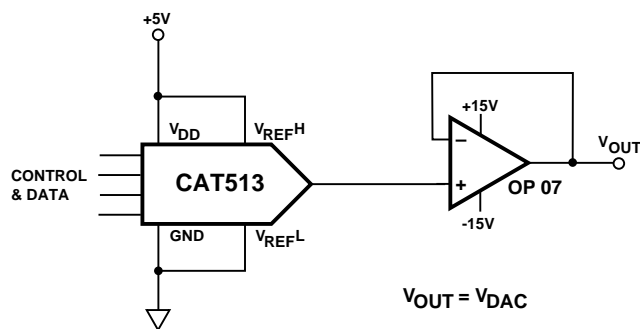 +5V
VDD
VREFH
CONTROL
& DATA
CAT513
GND
VREFL
+15V
−
+
-15V
OP 07
VOUT
VOUT = VDAC